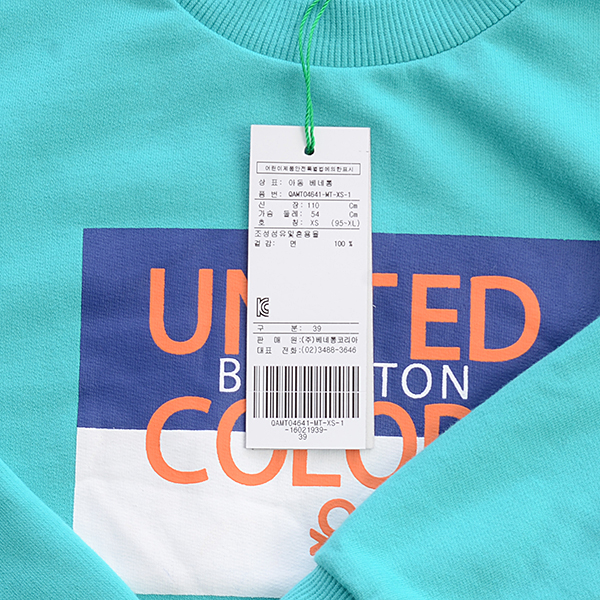 어린이제품안전특별법에의한표시
상 표: 아동 베네통
품 번: QAMT04641-MT-XS-1
신 장: 110 Cm
가슴 둘레: 54 Cm
호 칭: XS (95-XL)
조성섬유및혼용율
겉 감: 면 100 %
구 분: 39
판 매 원: (주)베네통코리아
대표 전화: (02)3468-3646
QAMT04641-MT-XS-1
-16021939-
39
UN ED
B TON
COLOR